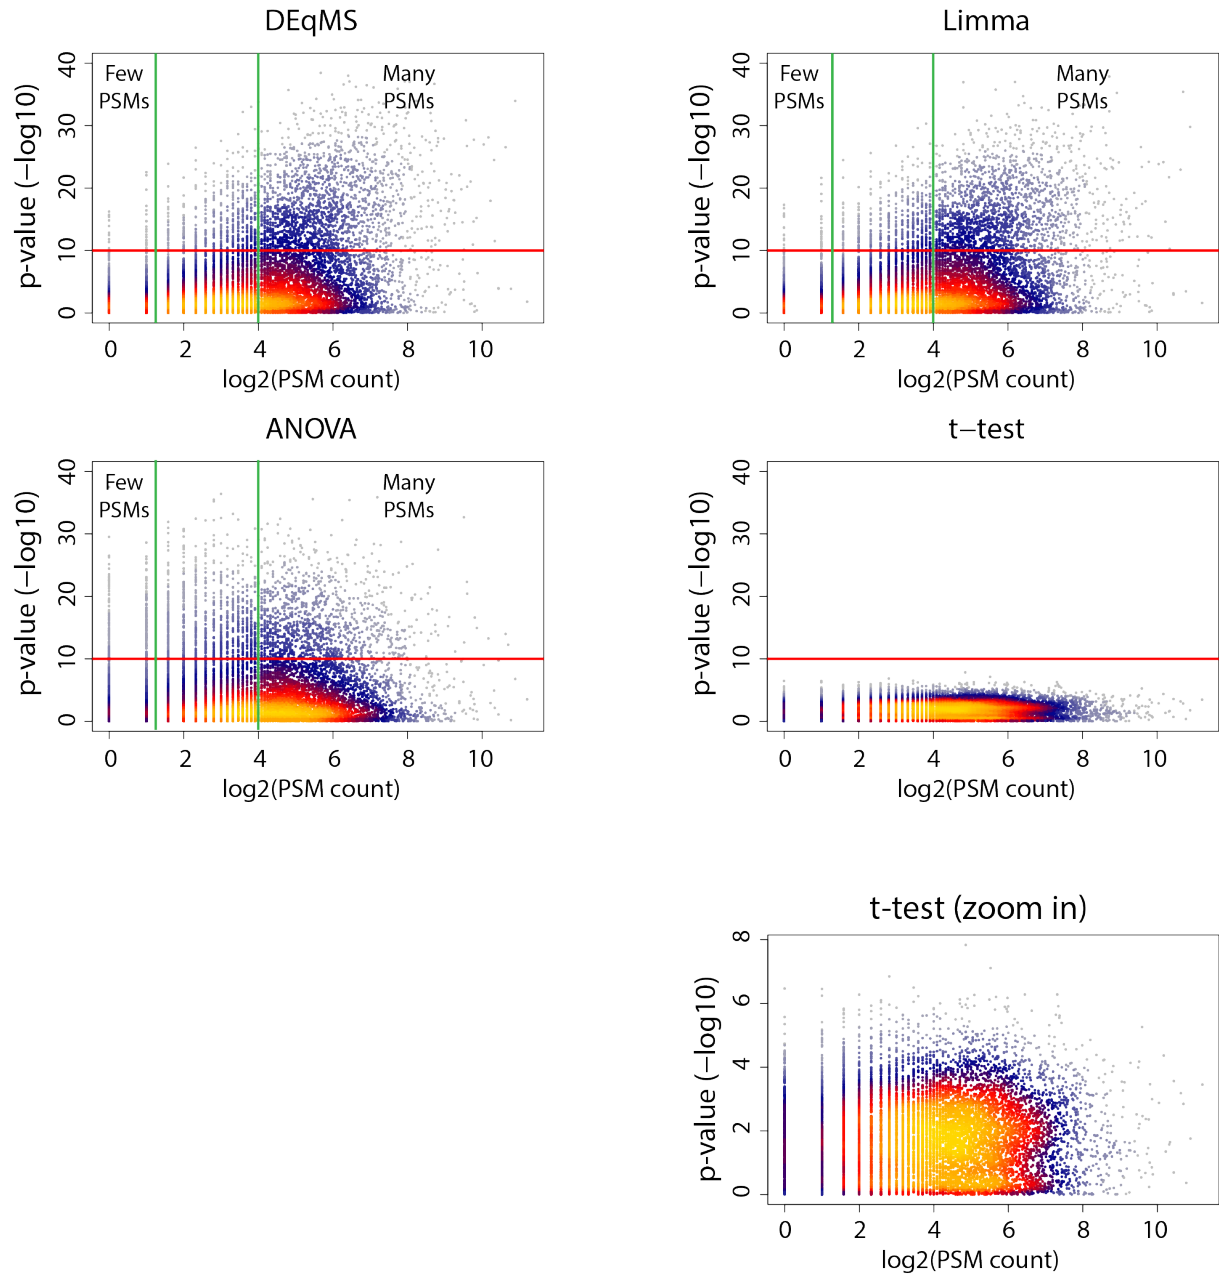 DEqMS
Few
PSMs
Many
PSMs
p-value (−log10)
0 10 20 30 40
0 2 4 6 8 10
log2(PSM count)
Limma
Few
PSMs
Many
PSMs
p-value (−log10)
0 10 20 30 40
0 2 4 6 8 10
log2(PSM count)
ANOVA
Few
PSMs
Many
PSMs
p-value (−log10)
0 10 20 30 40
0 2 4 6 8 10
log2(PSM count)
t−test
p-value (−log10)
0 10 20 30 40
0 2 4 6 8 10
log2(PSM count)
t-test (zoom in)
p-value (−log10)
0 2 4 6 8
0 2 4 6 8 10
log2(PSM count)